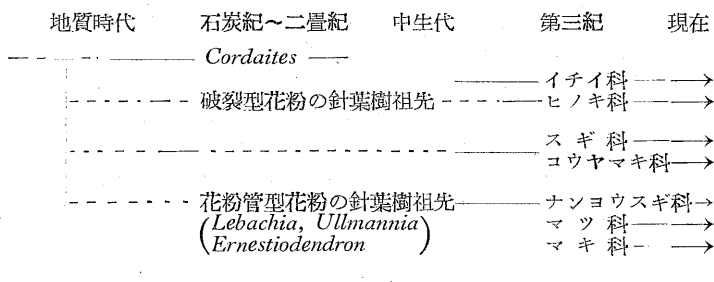 地質時代 石炭紀～二畳紀 中生代 第三紀 現在
Cordaites
イチイ科
破裂型花粉の針葉樹祖先 ヒノキ科
スギ科
コウヤマキ科
花粉管型花粉の針葉樹祖先 ナンヨウスギ科
(Lebachia, Ullmannia マツ科
Ernestiodendron) マキ科